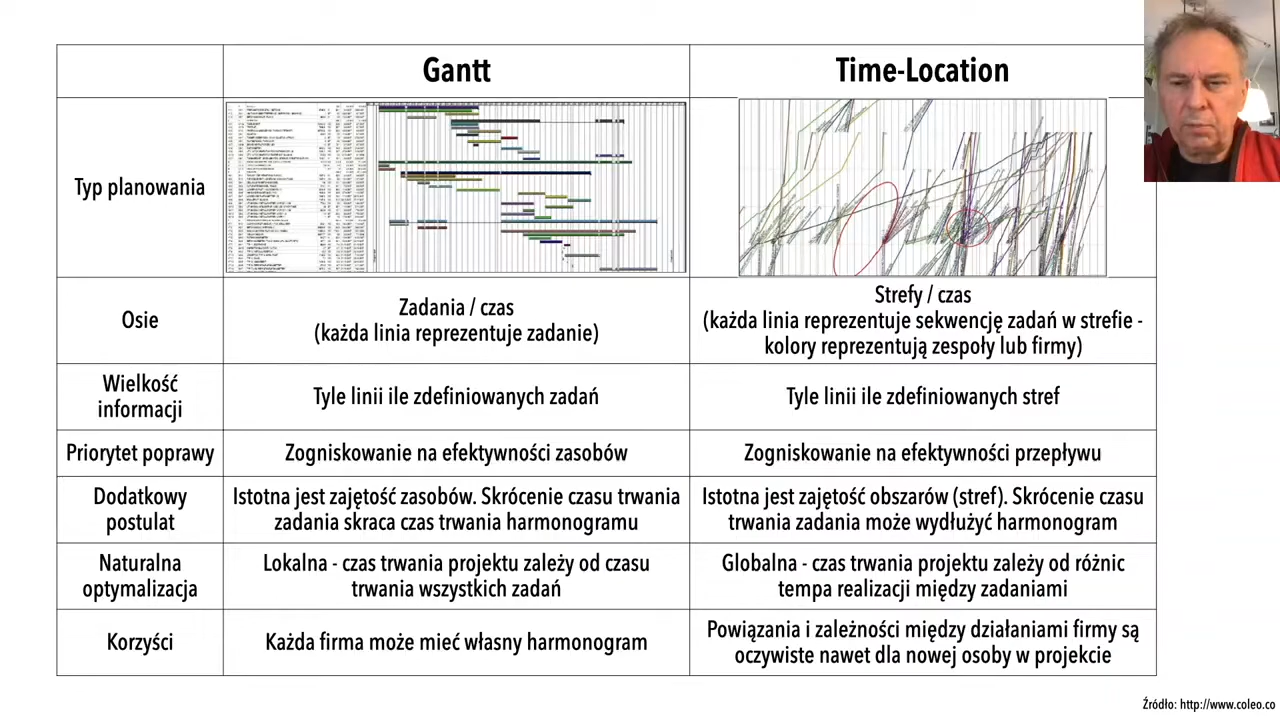 Gantt
Time-Location
Typ planowania
Osie
Zadania / czas
(każda linia reprezentuje zadanie)
Strefy / czas
(każda linia reprezentuje sekwencję zadań w strefie -
kolory reprezentują zespoły lub firmy)
Wielkość
informacji
Tyle linii ile zdefiniowanych zadań
Tyle linii ile zdefiniowanych stref
Priorytet poprawy
Zogniskowanie na efektywności zasobów
Zogniskowanie na efektywności przepływu
Dodatkowy
postulat
Istotna jest zajętość zasobów. Skrócenie czasu trwania
zadania skraca czas trwania harmonogramu
Istotna jest zajętość obszarów (stref). Skrócenie czasu
trwania zadania może wydłużyć harmonogram
Naturalna
optymalizacja
Lokalna - czas trwania projektu zależy od czasu
trwania wszystkich zadań
Globalna - czas trwania projektu zależy od różnic
tempa realizacji między zadaniami
Korzyści
Każda firma może mieć własny harmonogram
Powiązania i zależności między działaniami firmy są
oczywiste nawet dla nowej osoby w projekcie
Źródło: http://www.coleo.co